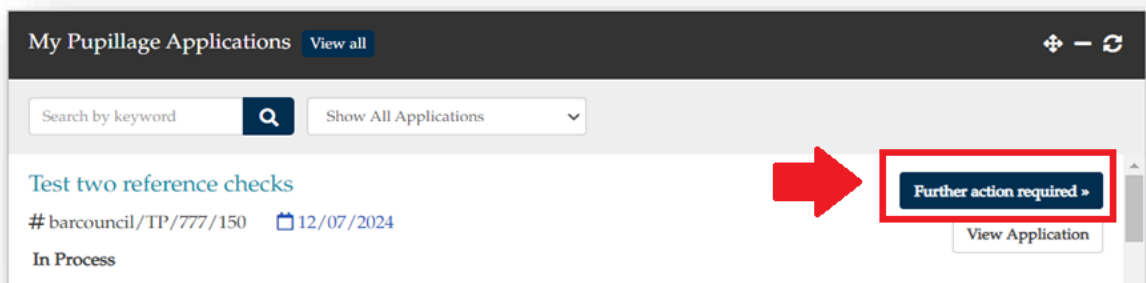 My Pupillage Applications View all
Search by keyword Show All Applications
Test two reference checks
Further action required »
# barcouncil/TP/777/150 12/07/2024
View Application
In Process